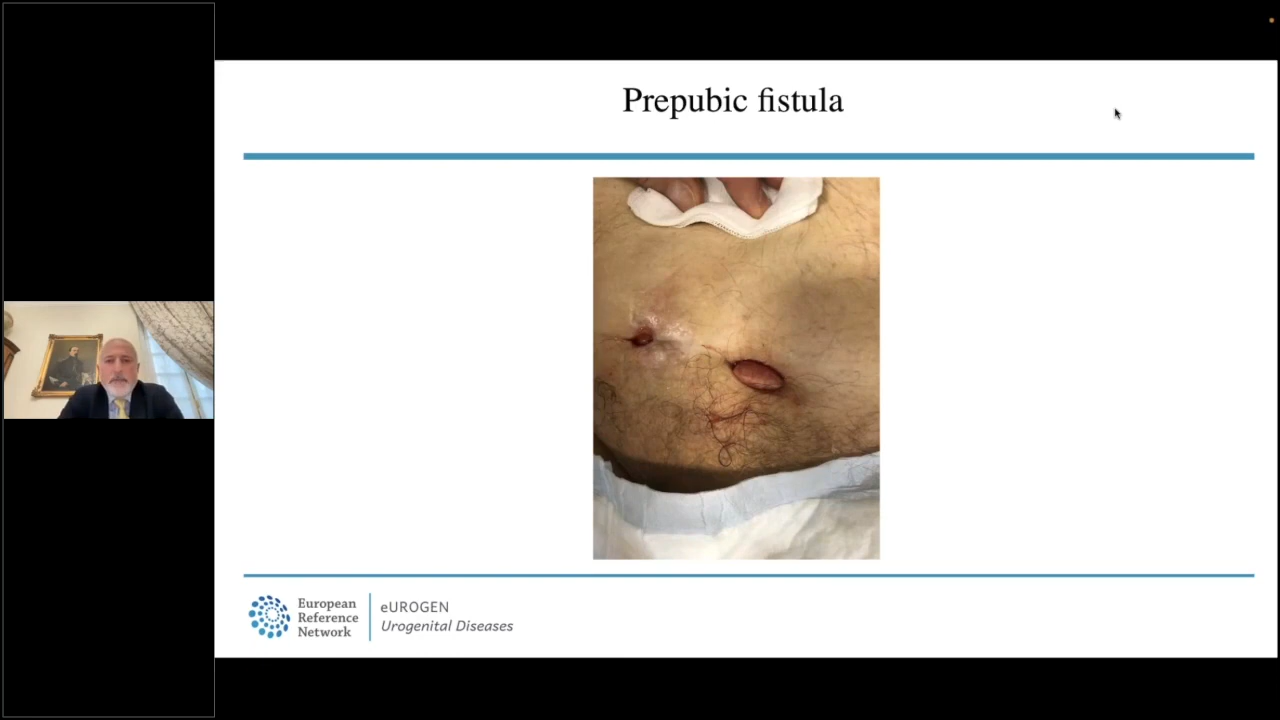 Prepubic fistula
European
Reference
Network
eUROGEN
Urogenital Diseases